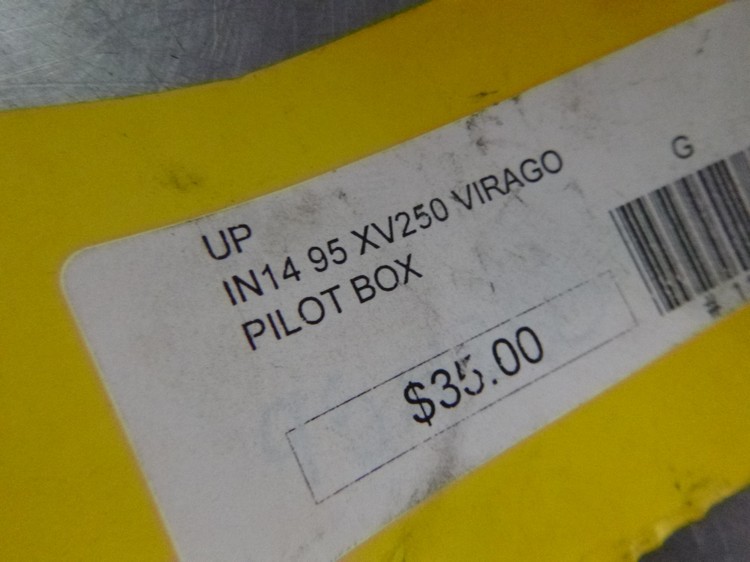 UP
G
IN14 95 XV250 VIRAGO
PILOT BOX
$35.00